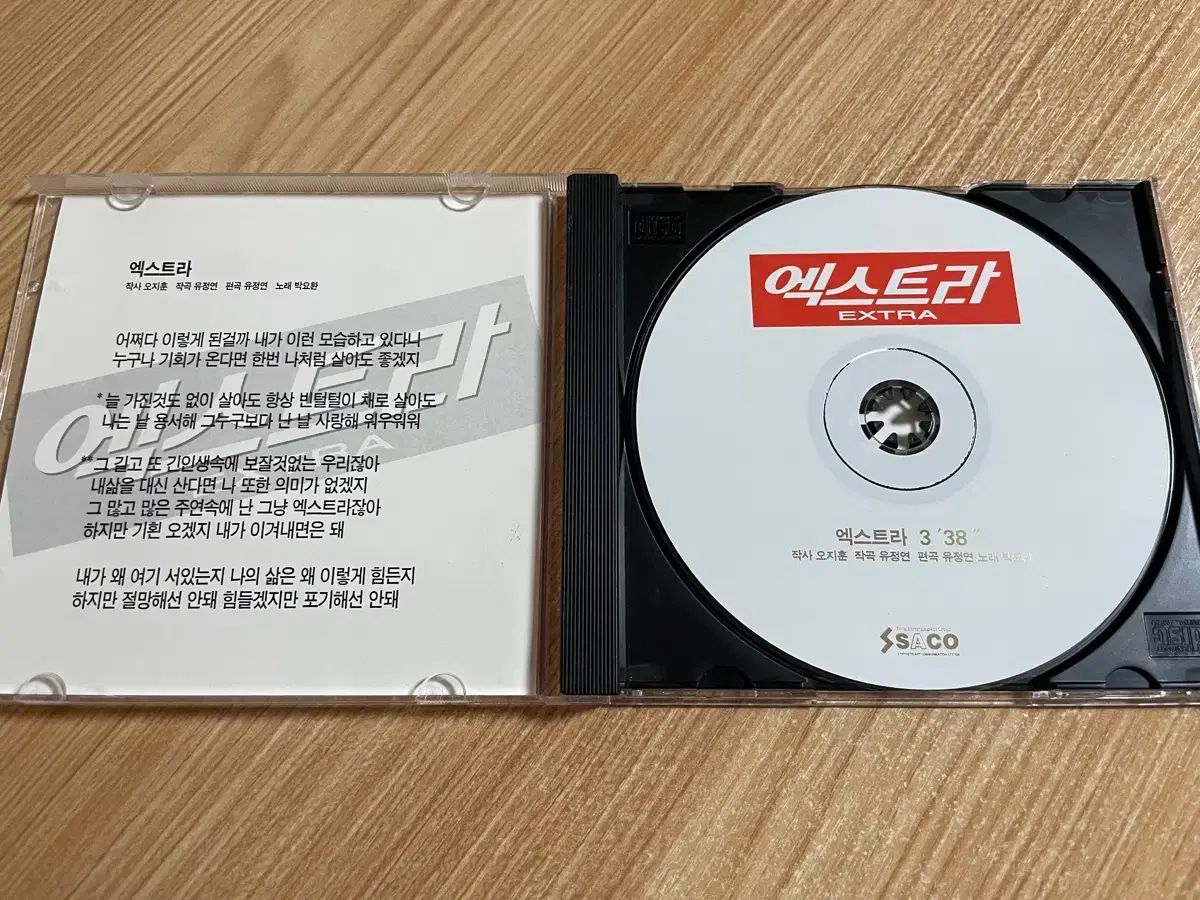 엑스트라
작사 오지훈 작곡 유정연 편곡 유정연 노래 박요환
어쩌다 이렇게 된걸까 내가 이런 모습하고 있다니
누구나 기회가 온다면 한번 나처럼 살아도 좋겠지
* 늘 가진것도 없이 살아도 항상 빈털털이 채로 살아도
나는 날 용서해 그누구보다 난 날 사랑해 워우워워
** 그 길고 또 긴인생속에 보잘것없는 우리잖아
내삶을 대신 산다면 나 또한 의미가 없겠지
그 많고 많은 주연속에 난 그냥 엑스트라잖아
하지만 기횐 오겠지 내가 이겨내면은 돼
내가 왜 여기 서있는지 나의 삶은 왜 이렇게 힘든지
하지만 절망해선 안돼 힘들겠지만 포기해선 안돼
엑스트라
EXTRA
엑스트라
EXTRA
엑스트라 3 ′38 ″
작사 오지훈 작곡 유정연 편곡 유정연 노래
SACO